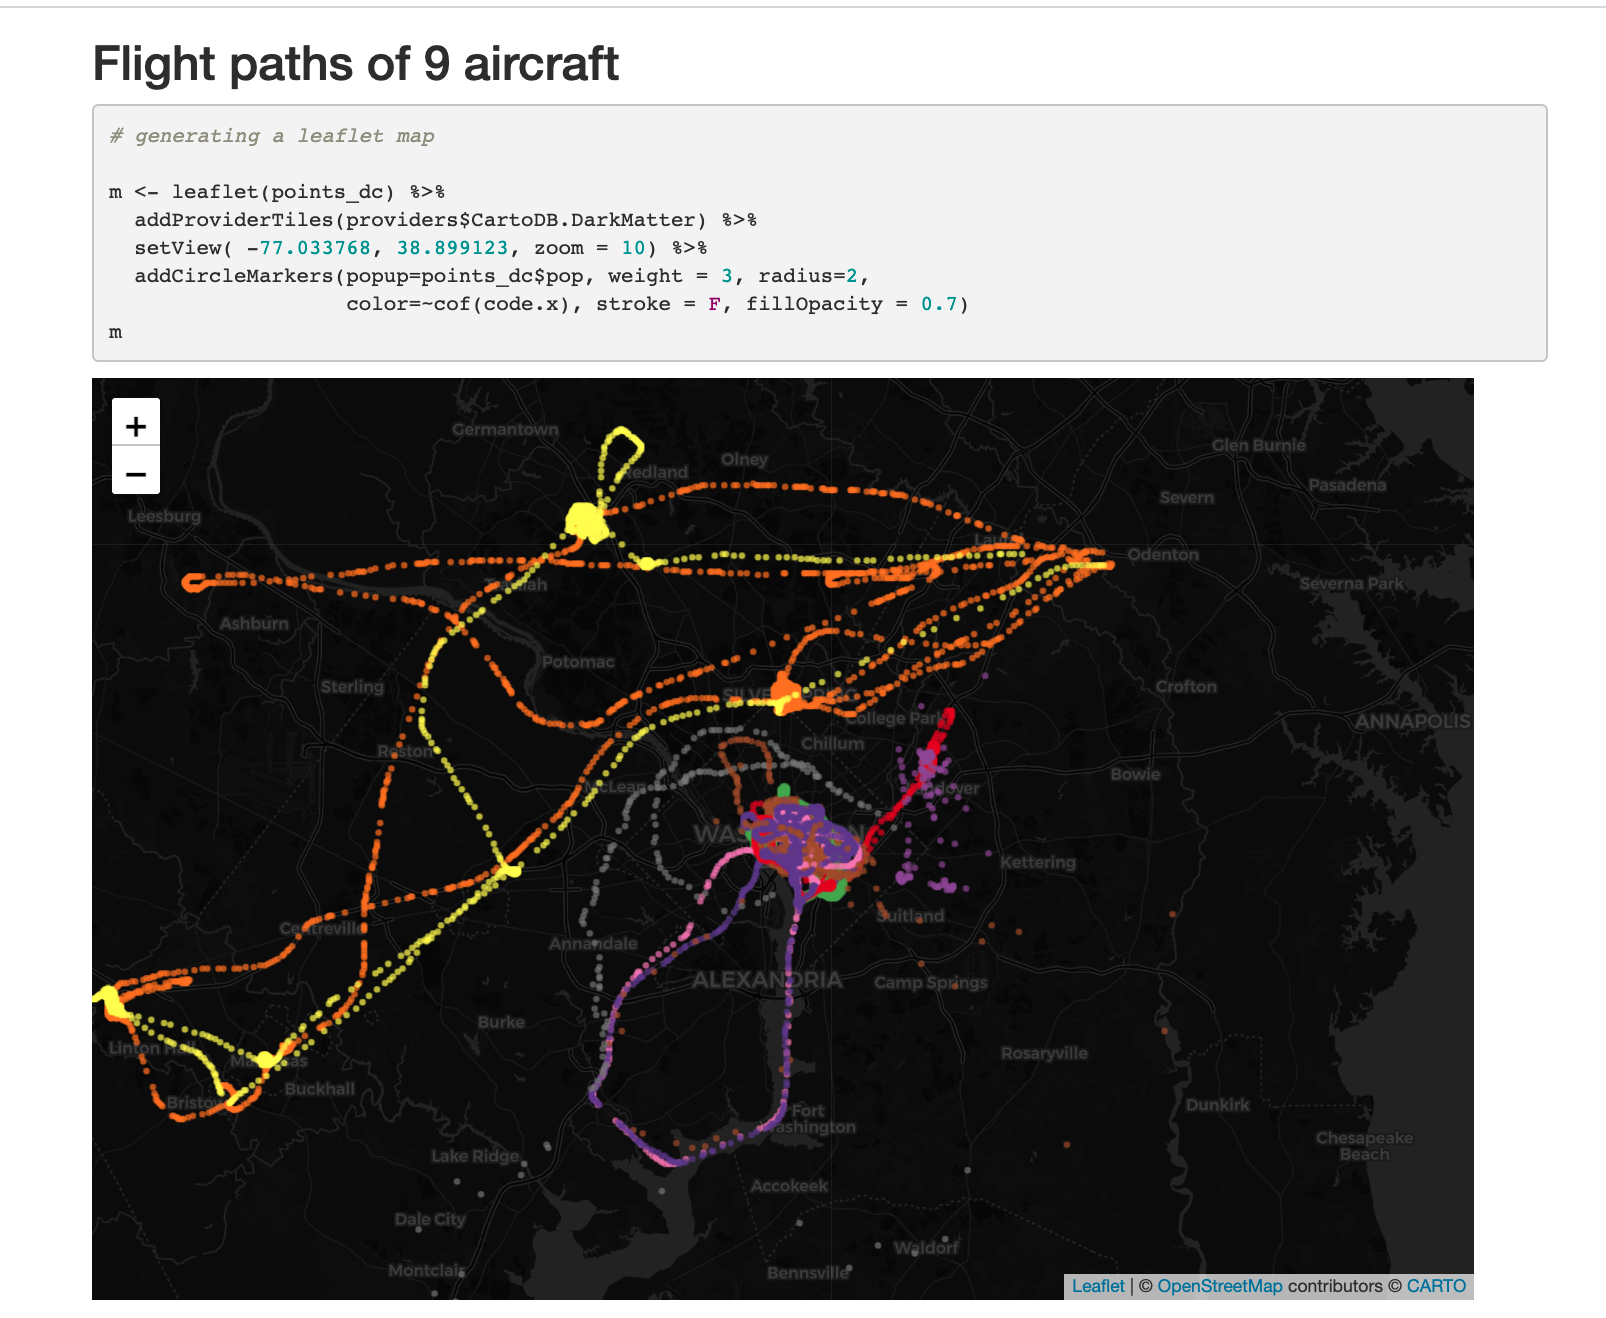 Flight paths of 9 aircraft
# generating a leaflet map
m <- leaflet(points_dc) %>%
addProviderTiles(providers$CartoDB.DarkMatter) %>%
setView( -77.033768, 38.899123, zoom = 10) %>%
addCircleMarkers(popup=points_dc$pop, weight = 3, radius=2,
color=~cof(code.x), stroke = F, fillOpacity = 0.7)
m
+
−
Germantown
Olney
Glen Burnie
Pasadena
Severn
Leesburg
Odenton
Severna Park
Ashburn
Potomac
Sterling
Crofton
College Park
ANNAPOLIS
Chillum
Reston
McLean
Bowie
Kettering
Suitland
Centreville
Annandale
ALEXANDRIA
Camp Springs
Burke
Linton Hall
Rosaryville
Buckhall
Dunkirk
Fort
Chesapeake
Beach
Lake Ridge
Accokeek
Dale City
Waldorf
Bennsville
Leaflet | © OpenStreetMap contributors © CARTO